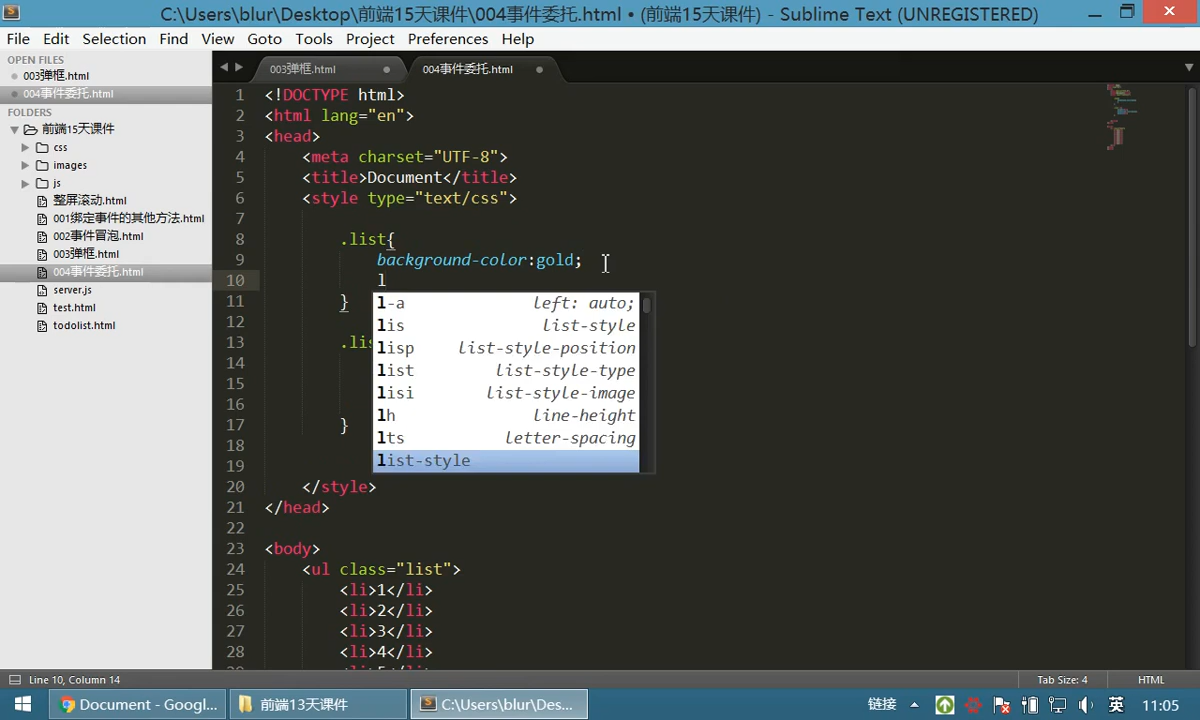 C:\Users\blur\Desktop\前端15天课件\004事件委托.html • (前端15天课件) - Sublime Text (UNREGISTERED)
File Edit Selection Find View Goto Tools Project Preferences Help
OPEN FILES
003弹框.html
004事件委托.html
FOLDERS
前端15天课件
css
images
js
整屏滚动.html
001绑定事件的其他方法.html
002事件冒泡.html
003弹框.html
004事件委托.html
server.js
test.html
todolist.html
003弹框.html 004事件委托.html
1 <!DOCTYPE html>
2 <html lang="en">
3 <head>
4 <meta charset="UTF-8">
5 <title>Document</title>
6 <style type="text/css">
7
8 .list{
9 background-color:gold;
10 l
11 }
12
13 .lis
14
15
16
17 }
18
19
20 </style>
21 </head>
22
23 <body>
24 <ul class="list">
25 <li>1</li>
26 <li>2</li>
27 <li>3</li>
28 <li>4</li>
l-a left: auto;
lis list-style
lisp list-style-position
list list-style-type
lisi list-style-image
lh line-height
lts letter-spacing
list-style
Line 10, Column 14 Tab Size: 4 HTML
Document - Googl... 前端13天课件 C:\Users\blur\Des... 链接 英 11:05